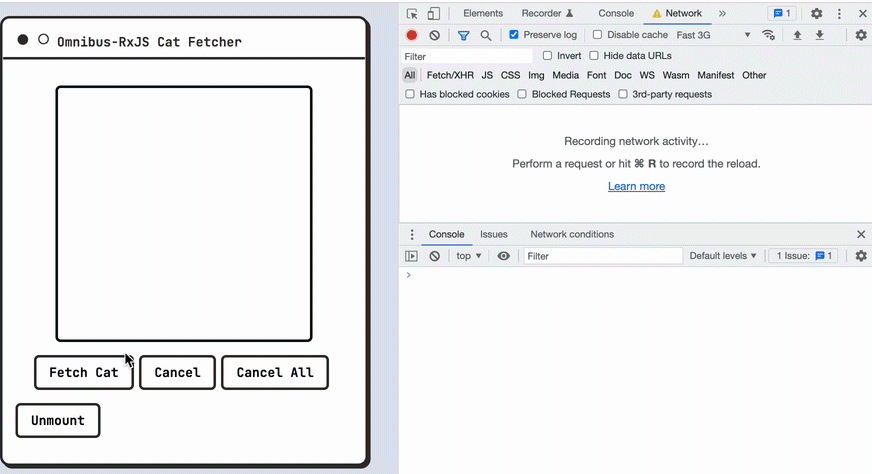 Omnibus-RxJS Cat Fetcher
Fetch Cat
Cancel
Cancel All
Unmount
Elements
Recorder
Console
Network
1
Preserve log
Disable cache
Fast 3G
Filter
Invert
Hide data URLs
All
Fetch/XHR
JS
CSS
Img
Media
Font
Doc
WS
Wasm
Manifest
Other
Has blocked cookies
Blocked Requests
3rd-party requests
Recording network activity…
Perform a request or hit ⌘ R to record the reload.
Learn more
Console
Issues
Network conditions
top
Filter
Default levels
1 Issue:
1